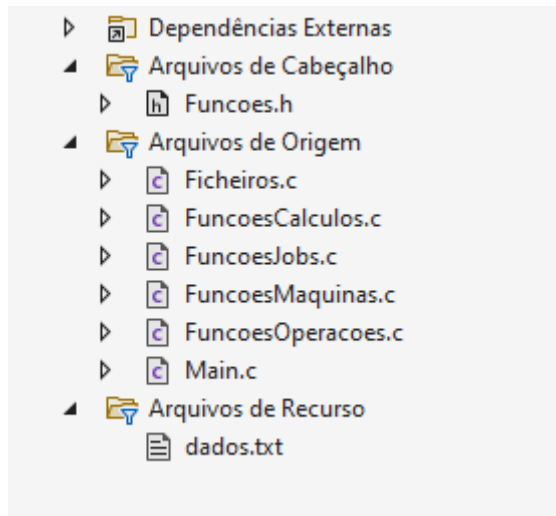 Dependências Externas
Arquivos de Cabeçalho
Funcoes.h
Arquivos de Origem
Ficheiros.c
FuncoesCalculos.c
FuncoesJobs.c
FuncoesMaquinas.c
FuncoesOperacoes.c
Main.c
Arquivos de Recurso
dados.txt